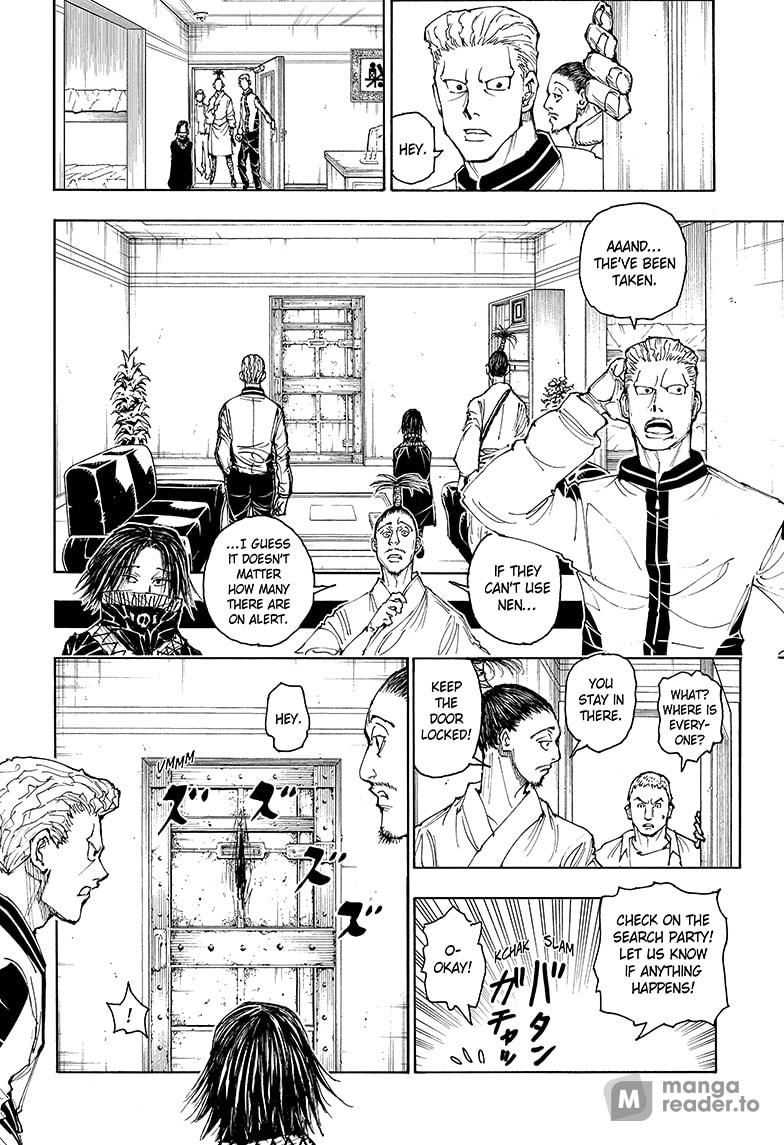 HEY.
AAAND...
THE'VE BEEN
TAKEN.
IF THEY
CAN'T USE
NEN...
...I GUESS
IT DOESN'T
MATTER
HOW MANY
THERE ARE
ON ALERT.
WHAT?
WHERE IS
EVERY-
ONE?
YOU
STAY IN
THERE.
KEEP
THE
DOOR
LOCKED!
CHECK ON THE
SEARCH PARTY!
LET US KNOW
IF ANYTHING
HAPPENS!
SLAM
バタン
KCHAK
ガチャッ
O-
OKAY!
HEY.
VMMM
ズ
ズ
ズ
ズ
!
M manga
reader.to